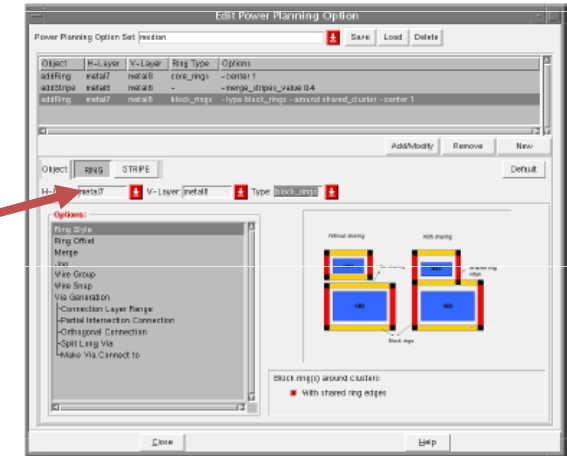 Edit Power Planning Option
Power Planning Option Set: median Save Load Delete
Object H-Layer V-Layer Ring Type Options
addRing metal7 metal8 core_rings -center 1
addStripe metal6 metal8 - -merge_stripes_value 0.4
addRing metal7 metal8 block_rings -type block_rings -around shared_cluster -center 1
Add/Modify Remove New
Object: RING STRIPE Default
metal7 V-Layer: metal8 Type: block_rings
Options:
Ring Style
Ring Offset
Merge
Jog
Wire Group
Wire Snap
Via Generation
Connection Layer Range
Partial Intersection Connection
Orthogonal Connection
Split Long Via
Make Via Connect to
Without sharing With sharing
edge
Block rings
Block ring(s) around clusters:
With shared ring edges
Close Help